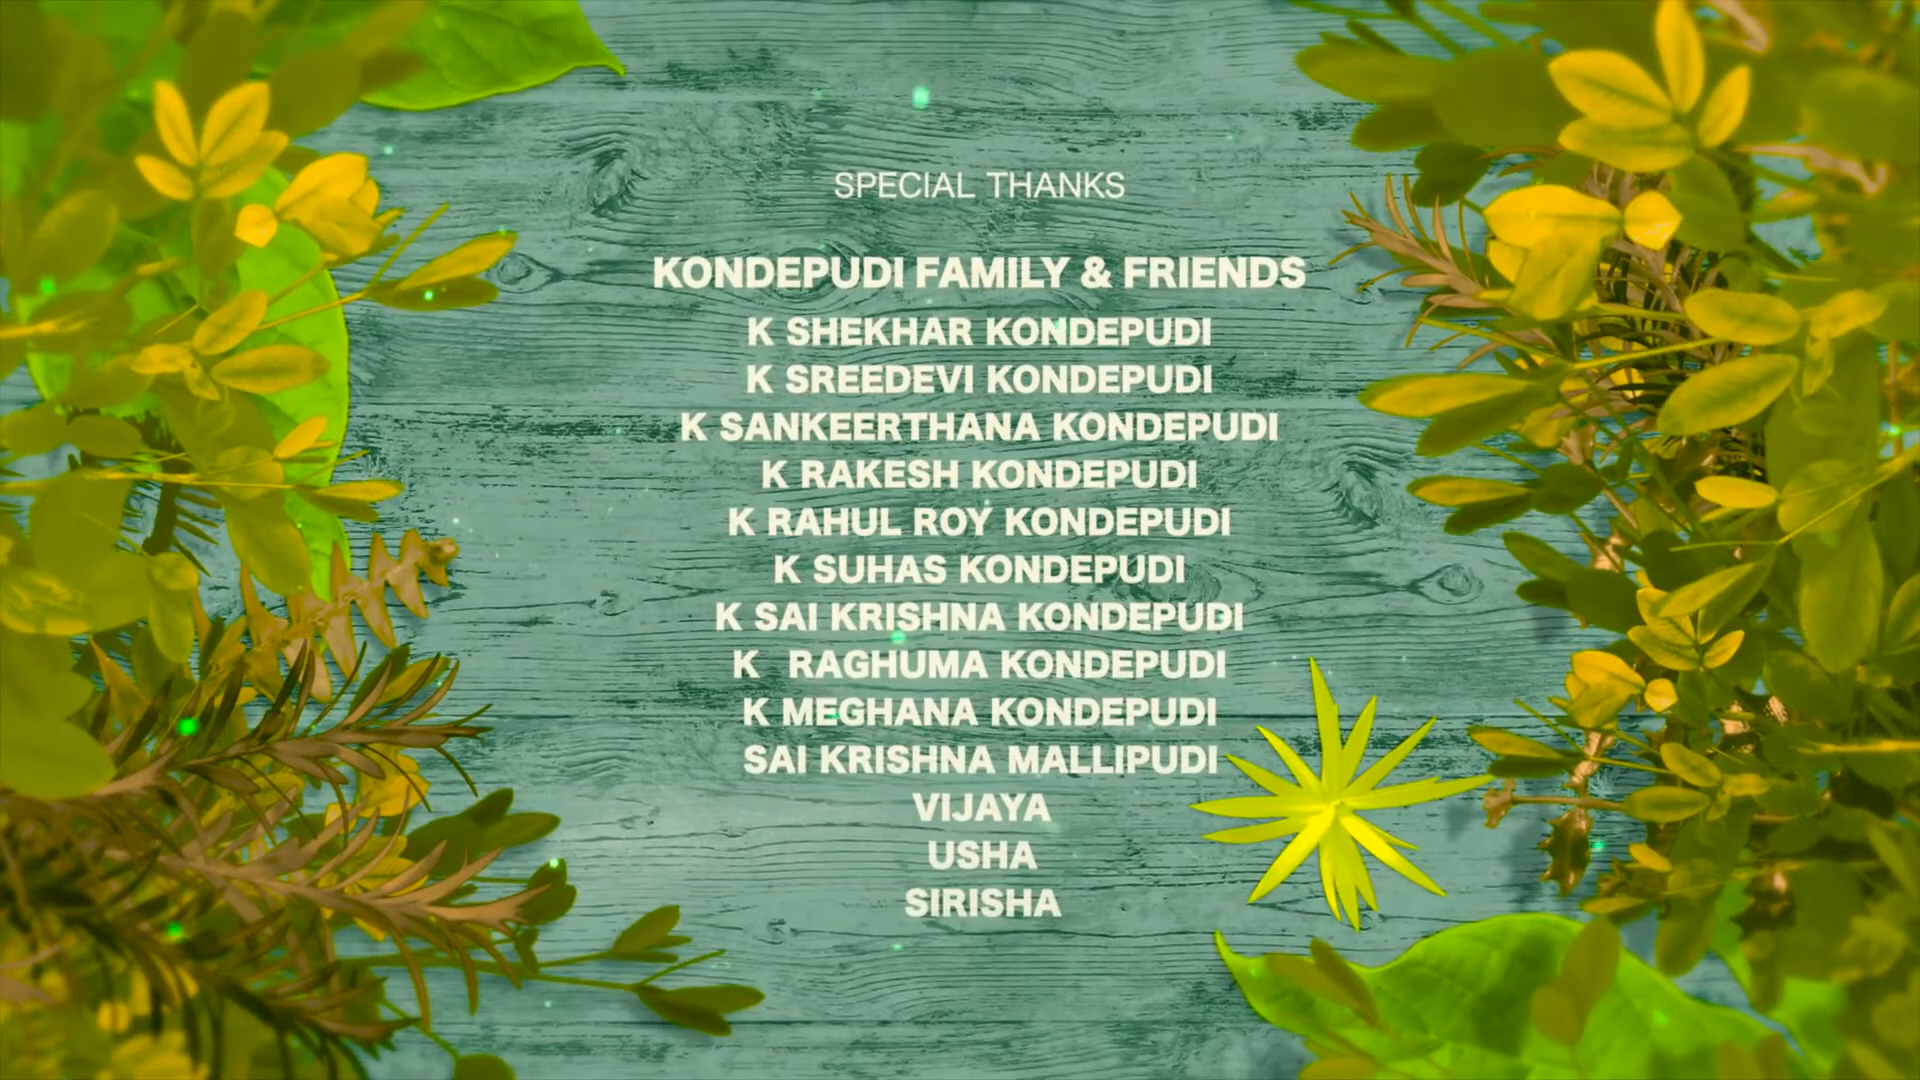 SPECIAL THANKS
KONDEPUDI FAMILY & FRIENDS
K SHEKHAR KONDEPUDI
K SREEDEVI KONDEPUDI
K SANKEERTHANA KONDEPUDI
K RAKESH KONDEPUDI
K RAHUL ROY KONDEPUDI
K SUHAS KONDEPUDI
K SAI KRISHNA KONDEPUDI
K  RAGHUMA KONDEPUDI
K MEGHANA KONDEPUDI
SAI KRISHNA MALLIPUDI
VIJAYA
USHA
SIRISHA